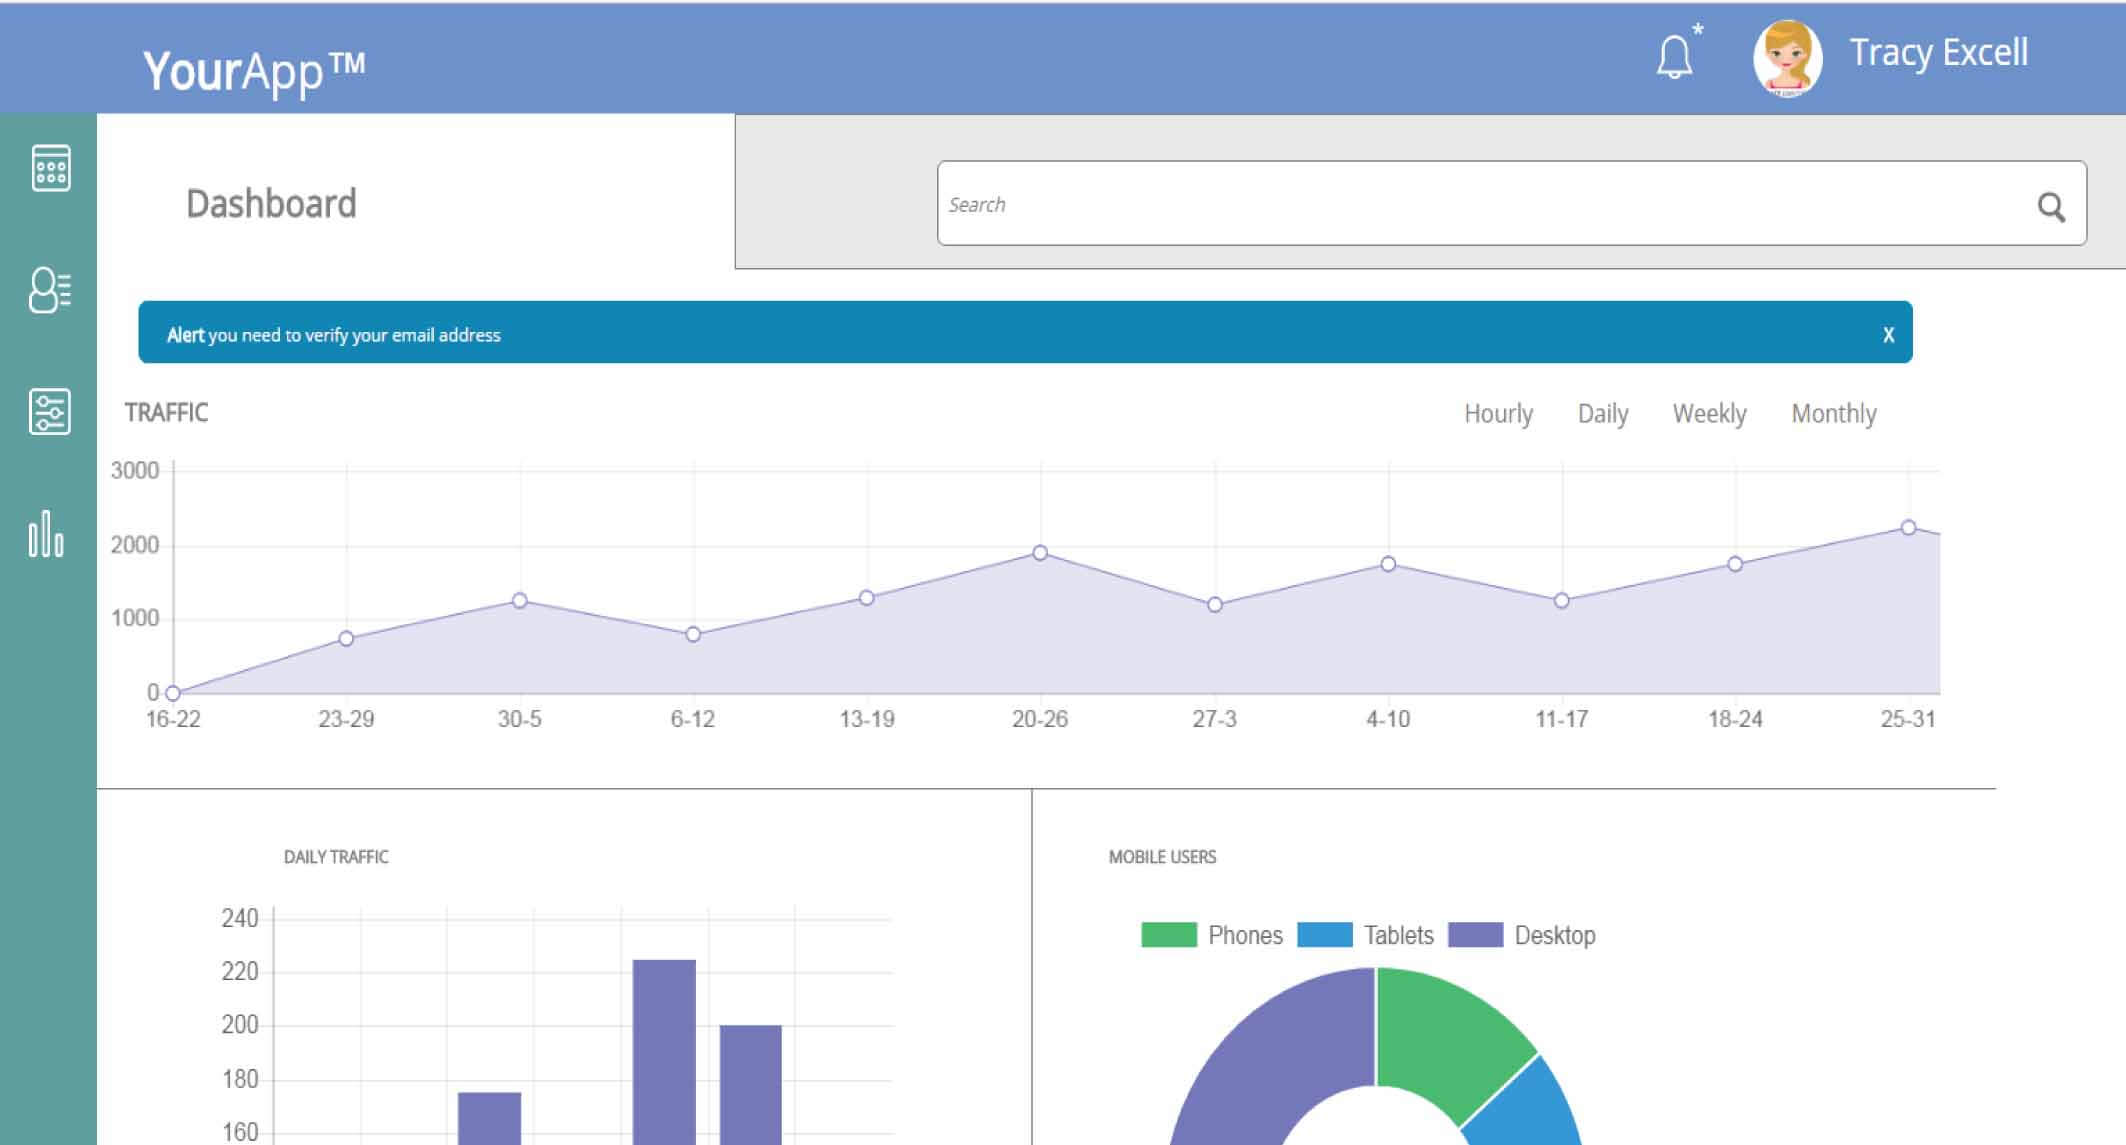 YourApp™
*
Tracy Excell
Dashboard
Search
Alert you need to verify your email address
X
TRAFFIC
Hourly Daily Weekly Monthly
3000
2000
1000
0
16-22 23-29 30-5 6-12 13-19 20-26 27-3 4-10 11-17 18-24 25-31
DAILY TRAFFIC
240
220
200
180
160
MOBILE USERS
Phones Tablets Desktop